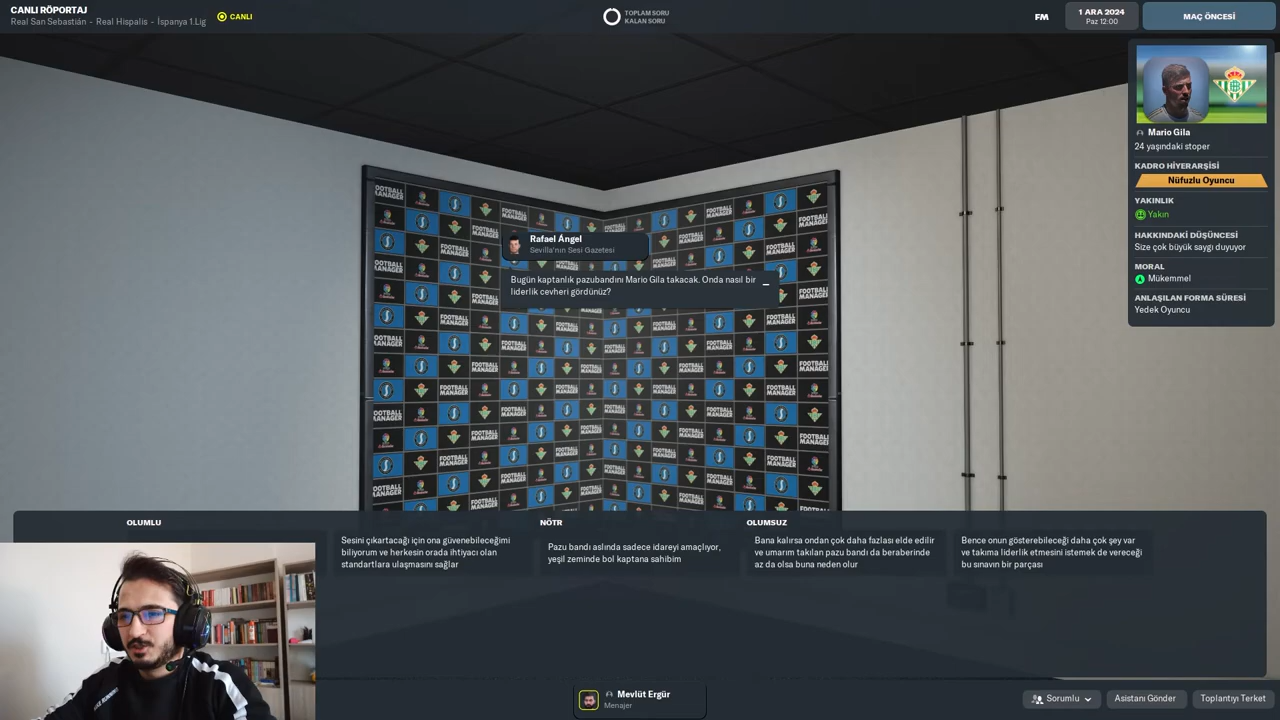 CANLI RÖPORTAJ
Real San Sebastián - Real Hispalis - İspanya 1.Lig
CANLI
TOPLAM SORU
KALAN SORU
FM
1 ARA 2024
Paz 12:00
MAÇ ÖNCESİ
Mario Gila
24 yaşındaki stoper
KADRO HİYERARŞİSİ
Nüfuzlu Oyuncu
YAKINLIK
Yakın
HAKKINDAKİ DÜŞÜNCESİ
Size çok büyük saygı duyuyor
MORAL
Mükemmel
ANLAŞILAN FORMA SÜRESİ
Yedek Oyuncu
FOOTBALL MANAGER
Rafael Ángel
Sevilla'nın Sesi Gazetesi
Bugün kaptanlık pazubandını Mario Gila takacak. Onda nasıl bir
liderlik cevheri gördünüz?
OLUMLU
NÖTR
OLUMSUZ
Sesini çıkartacağı için ona güvenebileceğimi
biliyorum ve herkesin orada ihtiyacı olan
standartlara ulaşmasını sağlar
Pazu bandı aslında sadece idareyi amaçlıyor,
yeşil zeminde bol kaptana sahibim
Bana kalırsa ondan çok daha fazlası elde edilir
ve umarım takılan pazu bandı da beraberinde
az da olsa buna neden olur
Bence onun gösterebileceği daha çok şey var
ve takıma liderlik etmesini istemek de vereceği
bu sınavın bir parçası
Mevlüt Ergür
Menajer
Sorumlu
Asistanı Gönder
Toplantıyı Terket